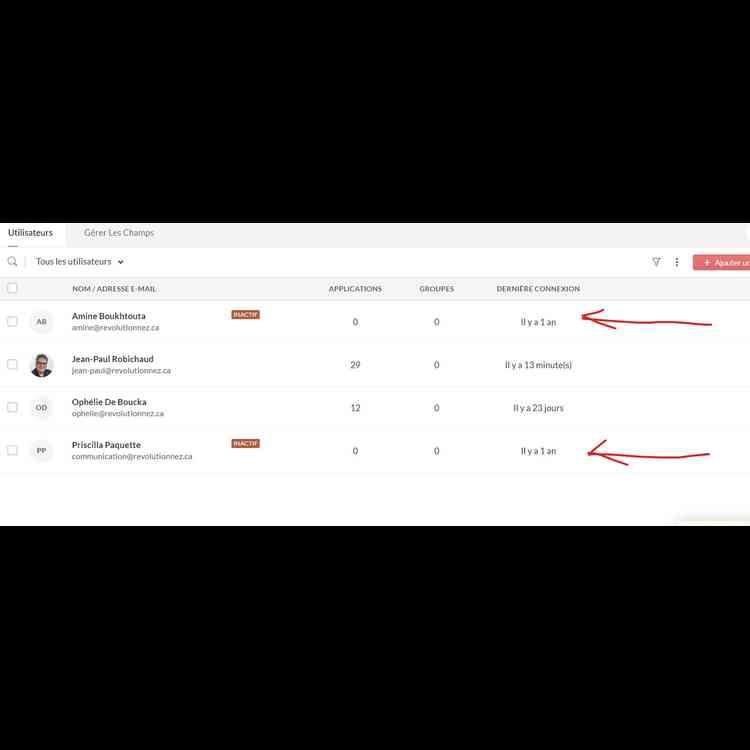 Utilisateurs Gérer Les Champs
Tous les utilisateurs + Ajouter un
NOM / ADRESSE E-MAIL APPLICATIONS GROUPES DERNIÈRE CONNEXION
AB Amine Boukhtouta INACTIF 0 0 Il y a 1 an
amine@revolutionnez.ca
Jean-Paul Robichaud 29 0 Il y a 13 minute(s)
jean-paul@revolutionnez.ca
OD Ophélie De Boucka 12 0 Il y a 23 jours
ophelie@revolutionnez.ca
PP Priscilla Paquette INACTIF 0 0 Il y a 1 an
communication@revolutionnez.ca